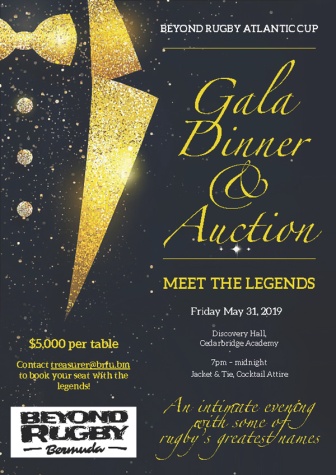 BEYOND RUGBY ATLANTIC CUP
Gala
Dinner
&
Auction
MEET THE LEGENDS
Friday May 31, 2019
Discovery Hall,
Cedarbridge Academy
7pm - midnight
Jacket & Tie, Cocktail Attire
$5,000 per table
Contact treasurer@brfu.bm
to book your seat with the
legends!
BEYOND
RUGBY
Bermuda
An intimate evening
with some of
rugby's greatest names